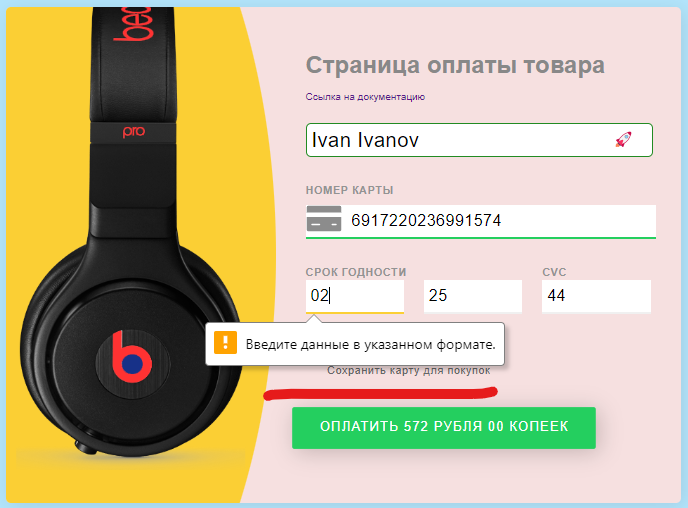 beats
pro
b
Страница оплаты товара
Ссылка на документацию
Ivan Ivanov
НОМЕР КАРТЫ
6917220236991574
СРОК ГОДНОСТИ CVC
02 25 44
Введите данные в указанном формате.
Сохранить карту для покупок
ОПЛАТИТЬ 572 РУБЛЯ 00 КОПЕЕК